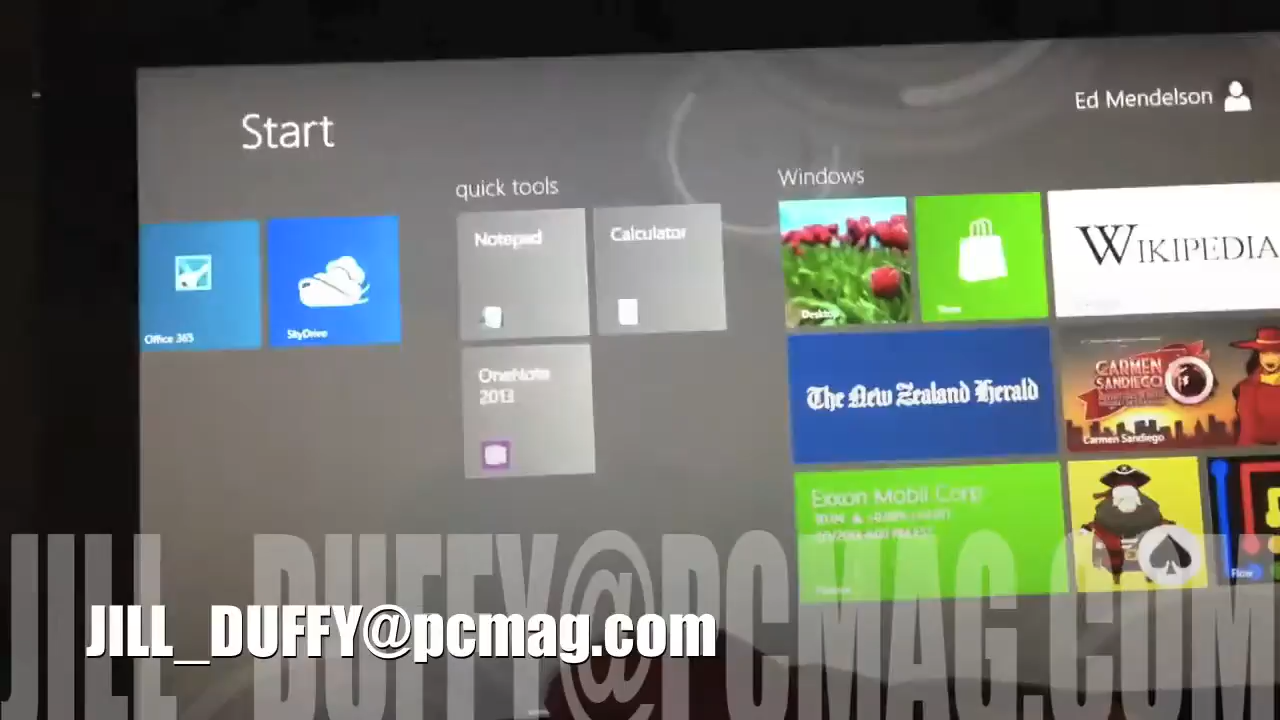 Start
Ed Mendelson
quick tools
Windows
Notepad
Calculator
WIKIPEDIA
Office 365
SkyDrive
Desktop
Store
OneNote
2013
The New Zealand Herald
CARMEN
SANDIEGO
Carmen Sandiego
Exxon Mobil Corp
Flow
JILL_DUFFY@PCMAG.COM
JILL_DUFFY@pcmag.com